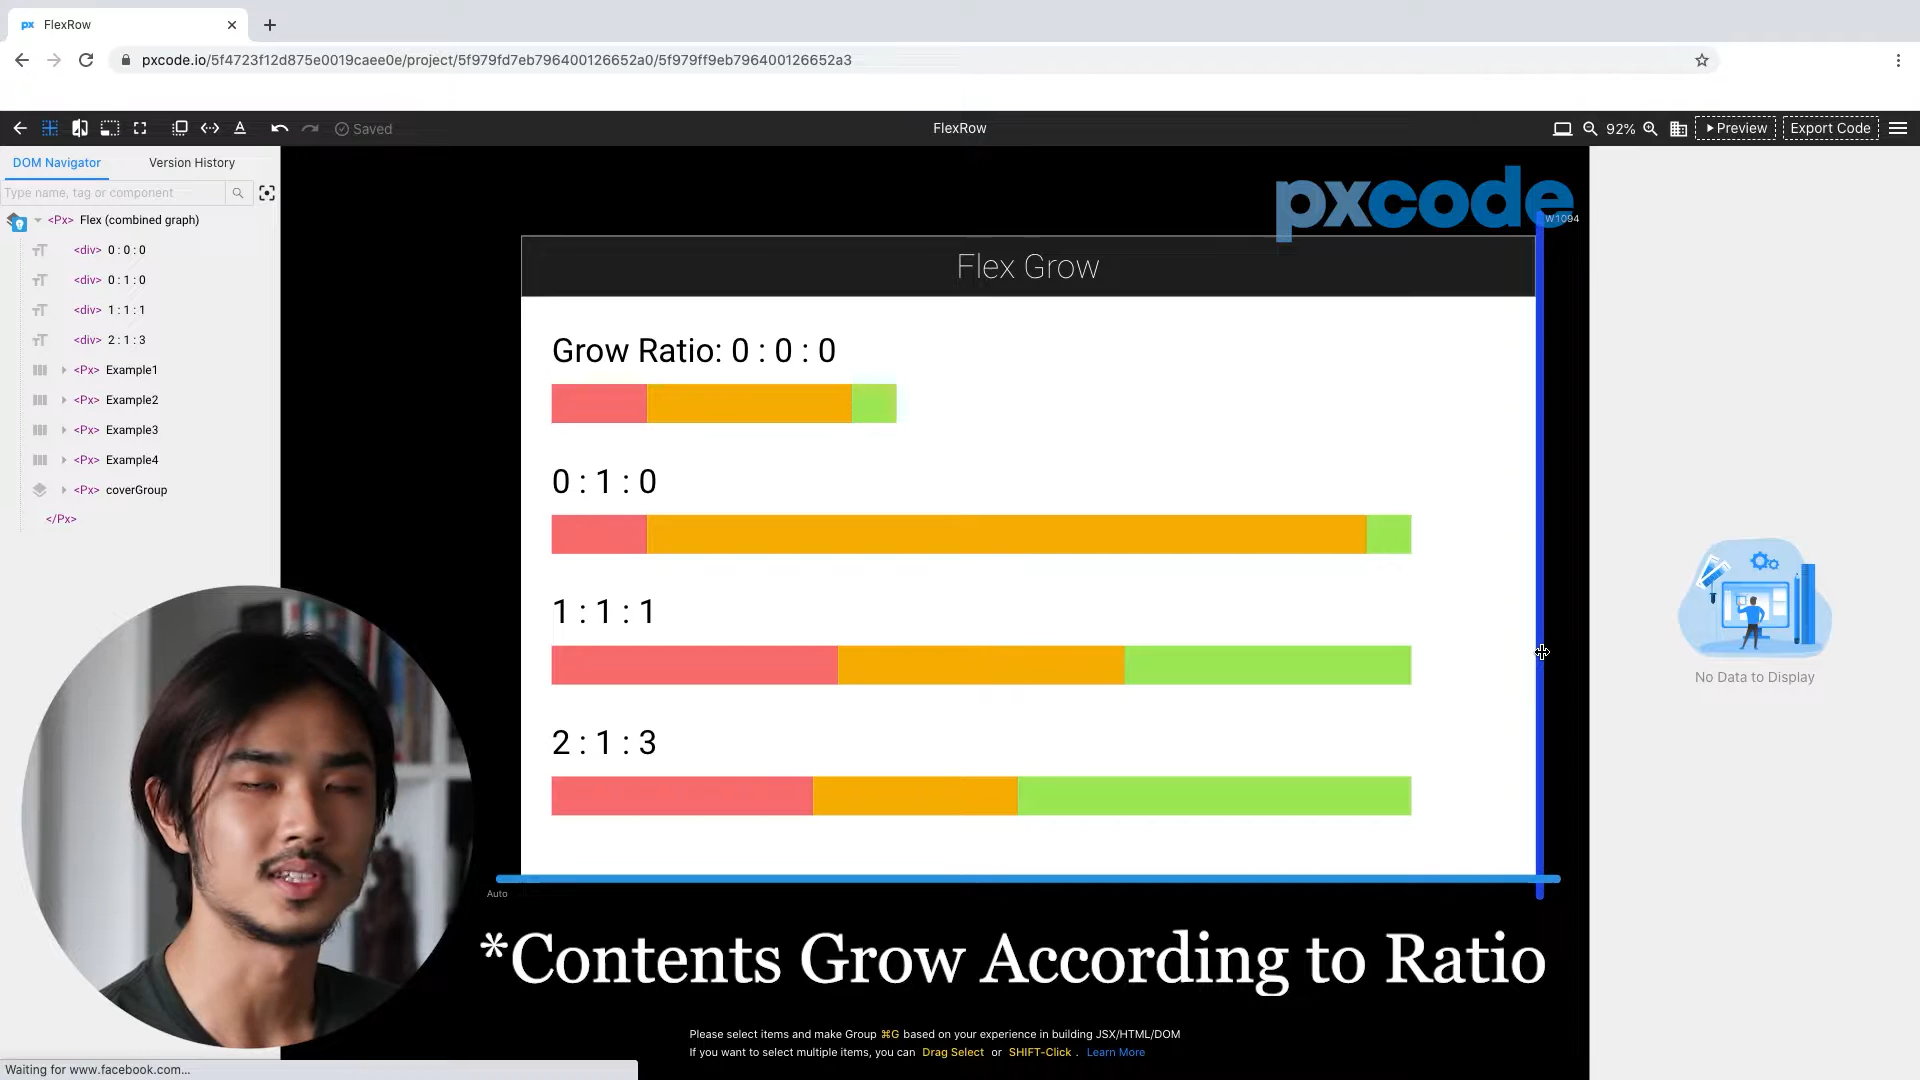 px FlexRow
pxcode.io/5f4723f12d875e0019caee0e/project/5f979fd7eb796400126652a0/5f979ff9eb796400126652a3
Saved
FlexRow
92%
Preview
Export Code
DOM Navigator
Version History
Type name, tag or component
<Px> Flex (combined graph)
<div> 0 : 0 : 0
<div> 0 : 1 : 0
<div> 1 : 1 : 1
<div> 2 : 1 : 3
<Px> Example1
<Px> Example2
<Px> Example3
<Px> Example4
<Px> coverGroup
</Px>
pxcode
W1094
Flex Grow
Grow Ratio: 0 : 0 : 0
0 : 1 : 0
1 : 1 : 1
2 : 1 : 3
Auto
No Data to Display
*Contents Grow According to Ratio
Please select items and make Group ⌘G based on your experience in building JSX/HTML/DOM
If you want to select multiple items, you can Drag Select or SHIFT-Click . Learn More
Waiting for www.facebook.com...